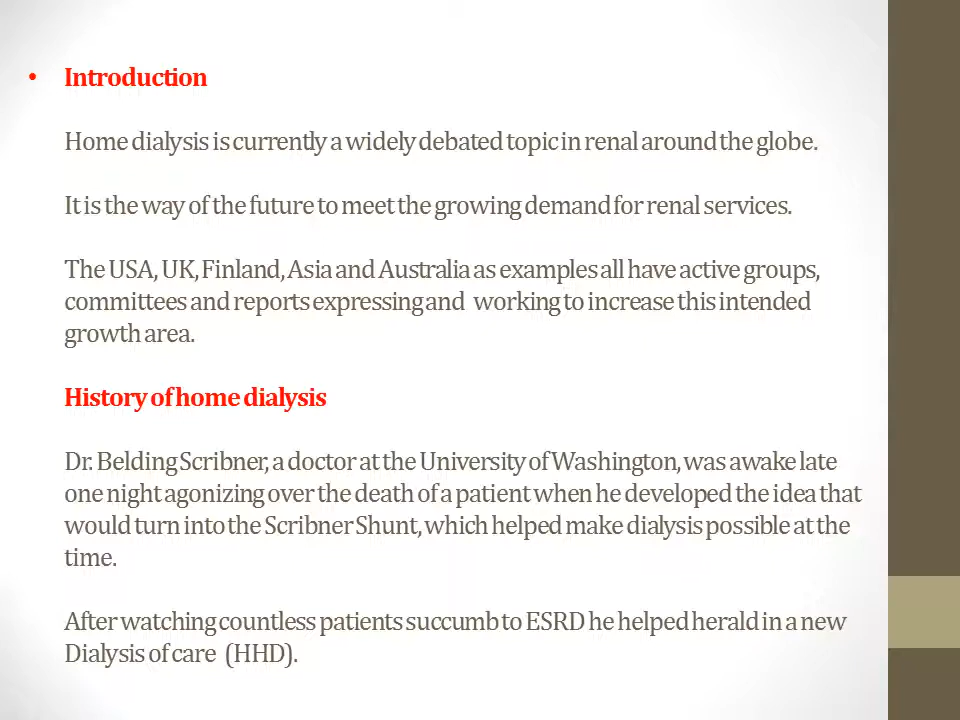 • Introduction
Home dialysis is currently a widely debated topic in renal around the globe.
It is the way of the future to meet the growing demand for renal services.
The USA, UK, Finland, Asia and Australia as examples all have active groups,
committees and reports expressing and working to increase this intended
growth area.
History of home dialysis
Dr. Belding Scribner, a doctor at the University of Washington, was awake late
one night agonizing over the death of a patient when he developed the idea that
would turn into the Scribner Shunt, which helped make dialysis possible at the
time.
After watching countless patients succumb to ESRD he helped herald in a new
Dialysis of care (HHD).